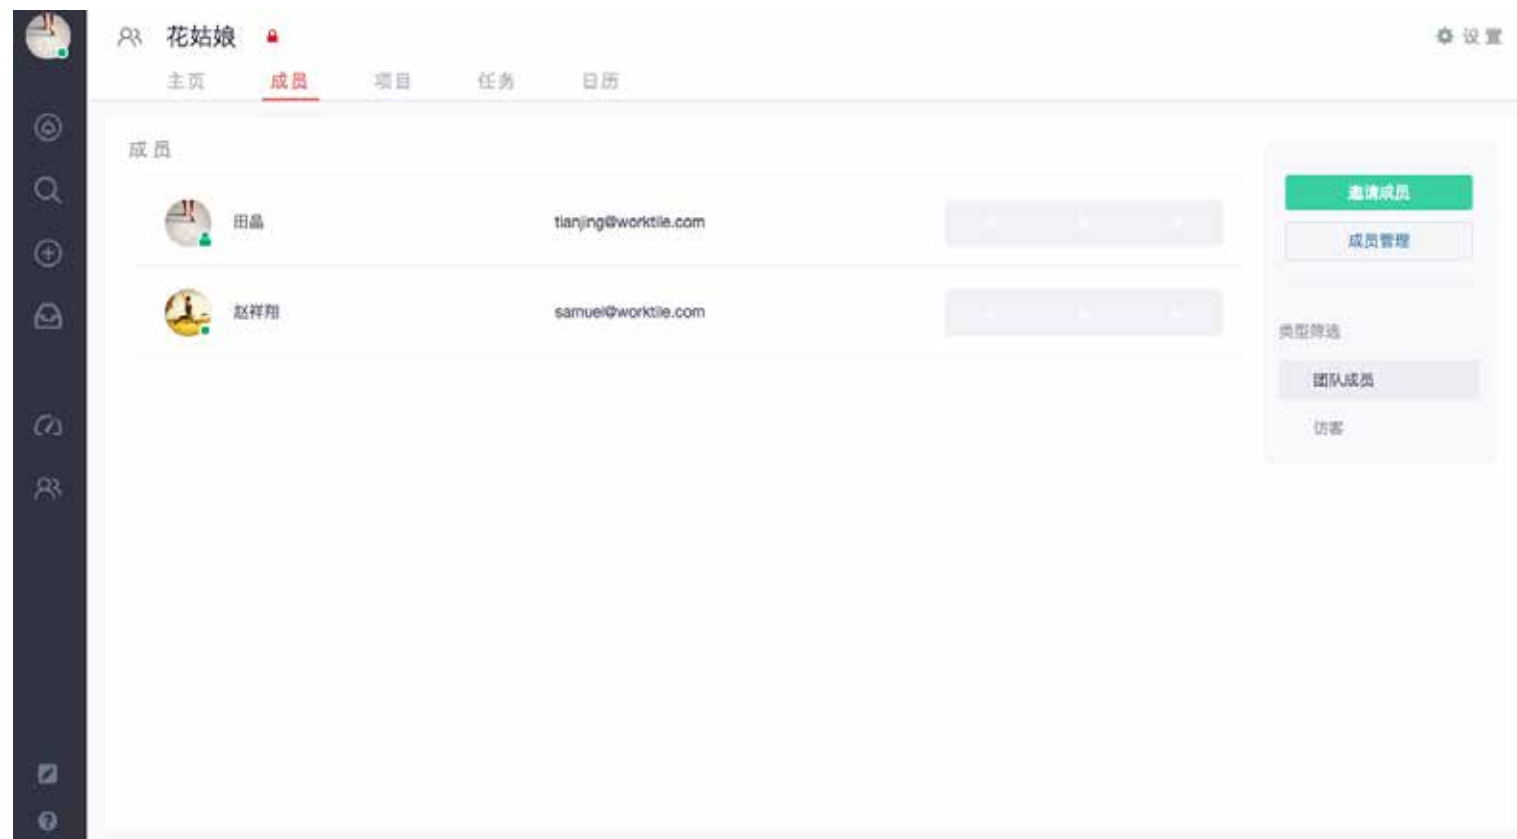 花姑娘
设置
主页 成员 项目 任务 日历
成员
田晶 tianjing@worktile.com
赵祥翔 samuel@worktile.com
邀请成员
成员管理
类型筛选
团队成员
访客